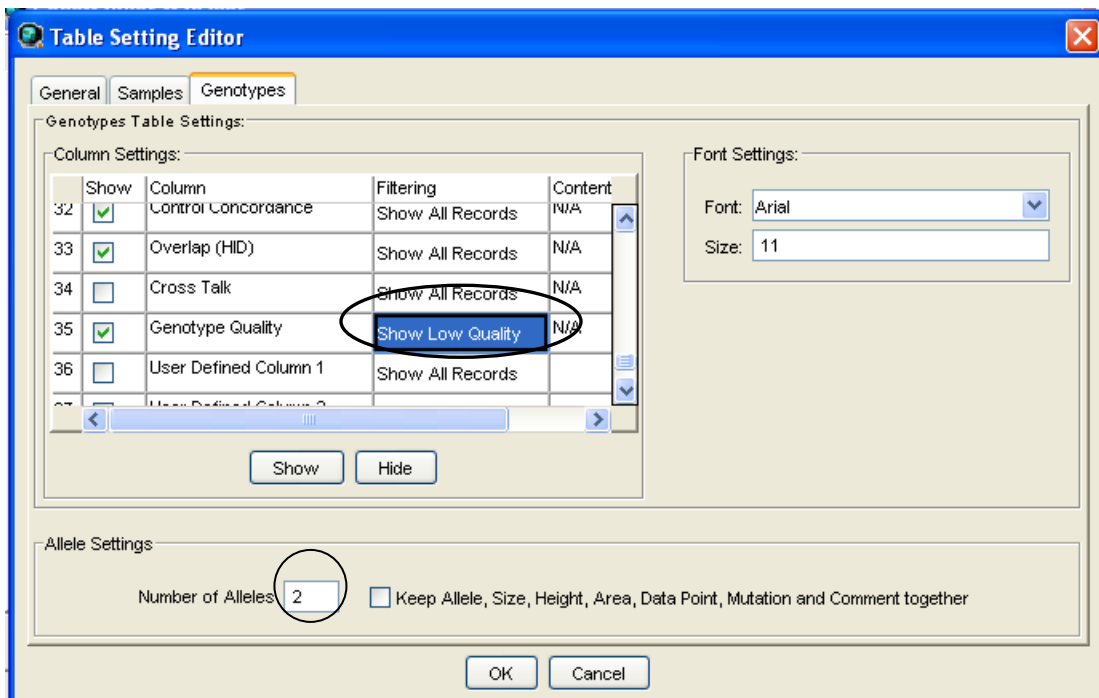 Table Setting Editor
General Samples Genotypes
Genotypes Table Settings:
Column Settings:
Show Column Filtering Content
32 Control Concordance Show All Records N/A
33 Overlap (HID) Show All Records N/A
34 Cross Talk Show All Records N/A
35 Genotype Quality Show Low Quality N/A
36 User Defined Column 1 Show All Records
Show Hide
Font Settings:
Font: Arial
Size: 11
Allele Settings
Number of Alleles 2 Keep Allele, Size, Height, Area, Data Point, Mutation and Comment together
OK Cancel